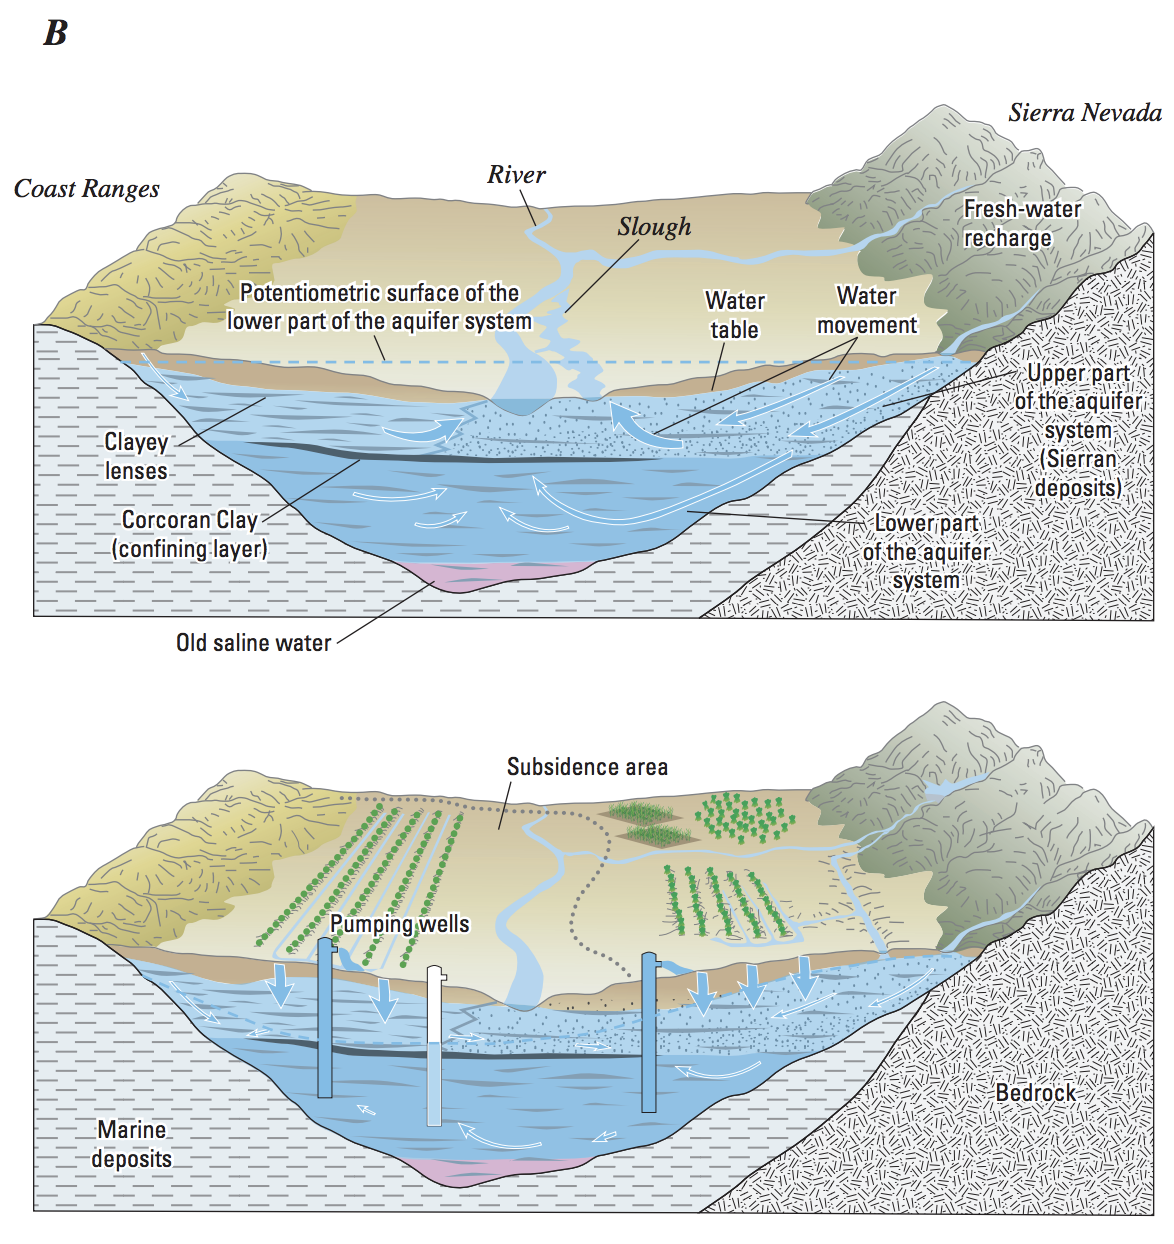 B
Sierra Nevada
Coast Ranges
River
Fresh-water
recharge
Slough
Potentiometric surface of the
lower part of the aquifer system
Water
table
Water
movement
Upper part
of the aquifer
system
(Sierran
deposits)
Clayey
lenses
Corcoran Clay
(confining layer)
Lower part
of the aquifer
system
Old saline water
Subsidence area
Pumping wells
Bedrock
Marine
deposits